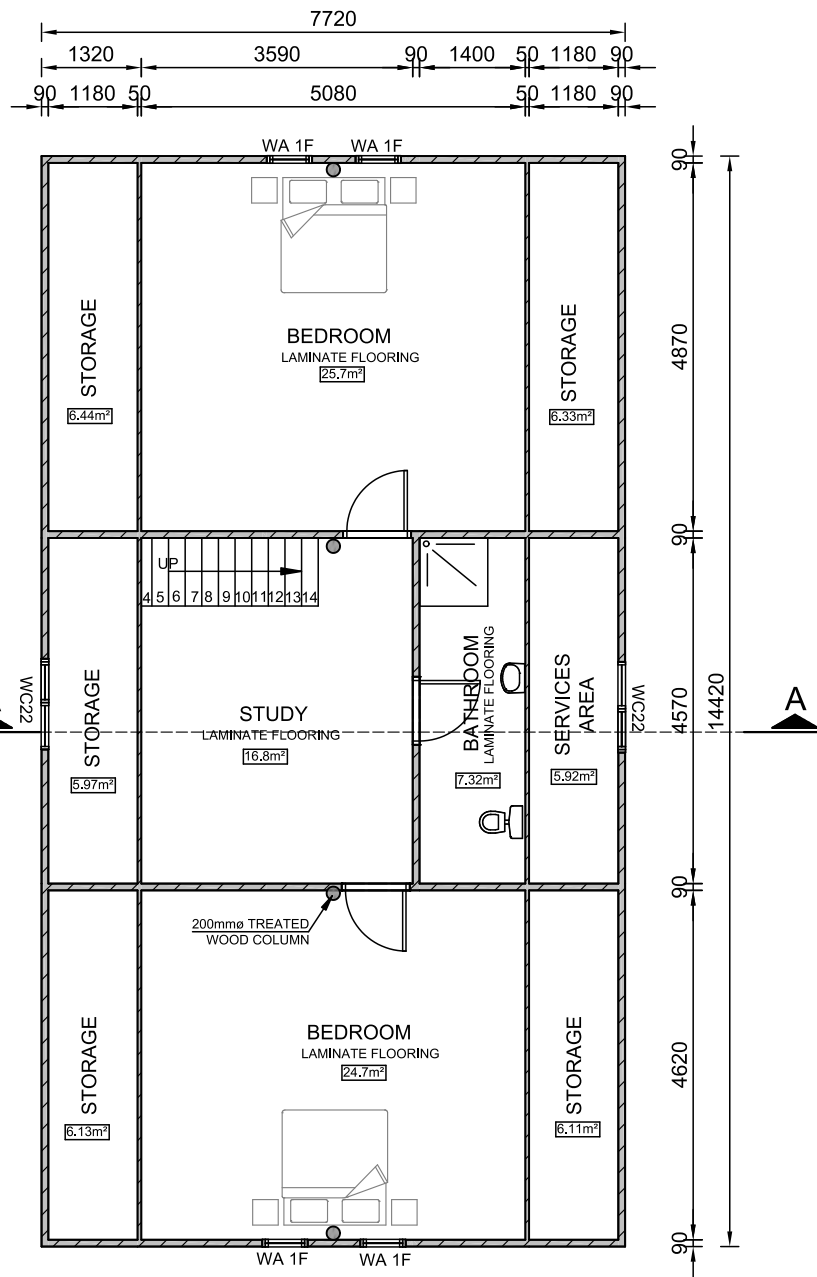 7720
1320 3590 90 1400 50 1180 90
90 1180 50 5080 50 1180 90
WA 1F WA 1F
90
STORAGE
6.44m²
BEDROOM
LAMINATE FLOORING
25.7m²
STORAGE
6.33m²
4870
90
UP
4 5 6 7 8 9 10 11 12 13 14
WC22
STORAGE
5.97m²
STUDY
LAMINATE FLOORING
16.8m²
BATHROOM
LAMINATE FLOORING
7.32m²
SERVICES
AREA
5.92m²
WC22
4570
14420
A
90
200mmø TREATED
WOOD COLUMN
STORAGE
6.13m²
BEDROOM
LAMINATE FLOORING
24.7m²
STORAGE
6.11m²
4620
90
WA 1F WA 1F